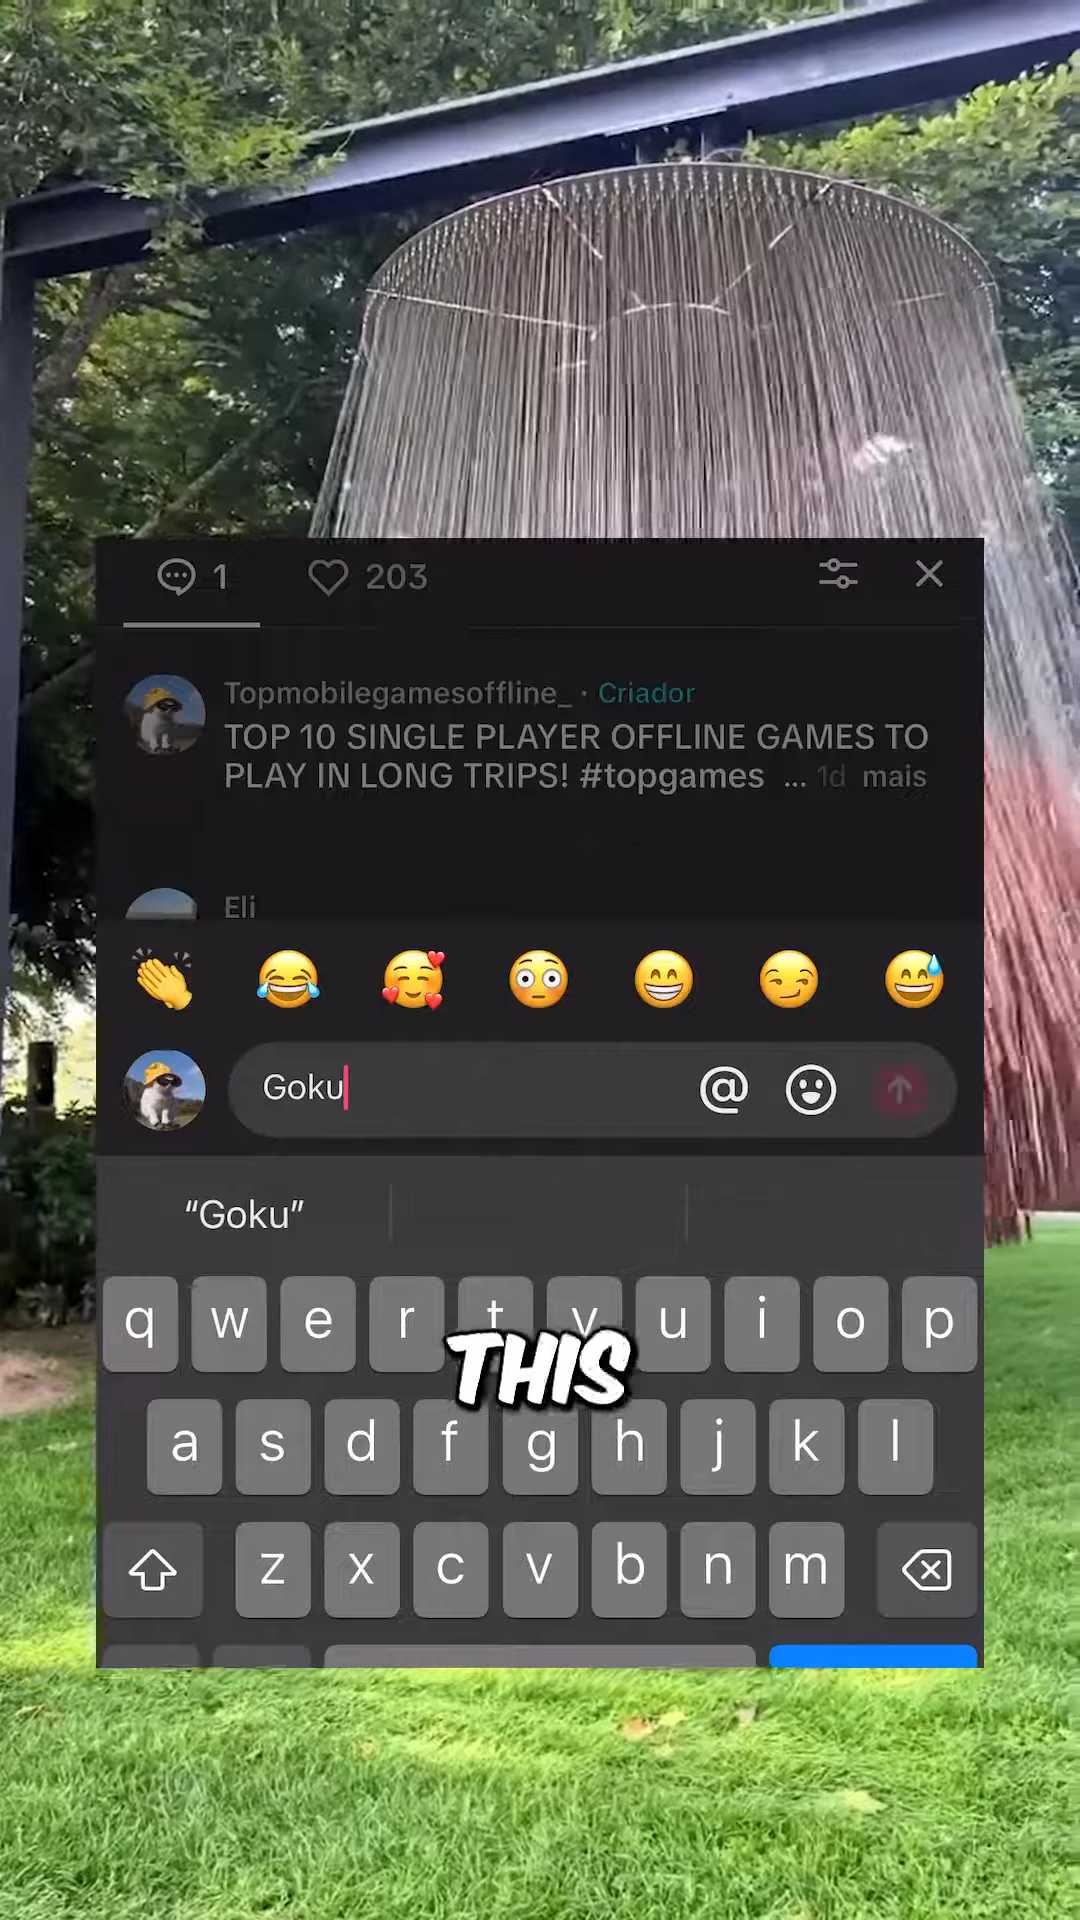 1
203
Topmobilegamesoffline_ · Criador
TOP 10 SINGLE PLAYER OFFLINE GAMES TO
PLAY IN LONG TRIPS! #topgames ... 1d mais
Eli
Goku
@
“Goku”
q w e r t y u i o p
THIS
a s d f g h j k l
z x c v b n m